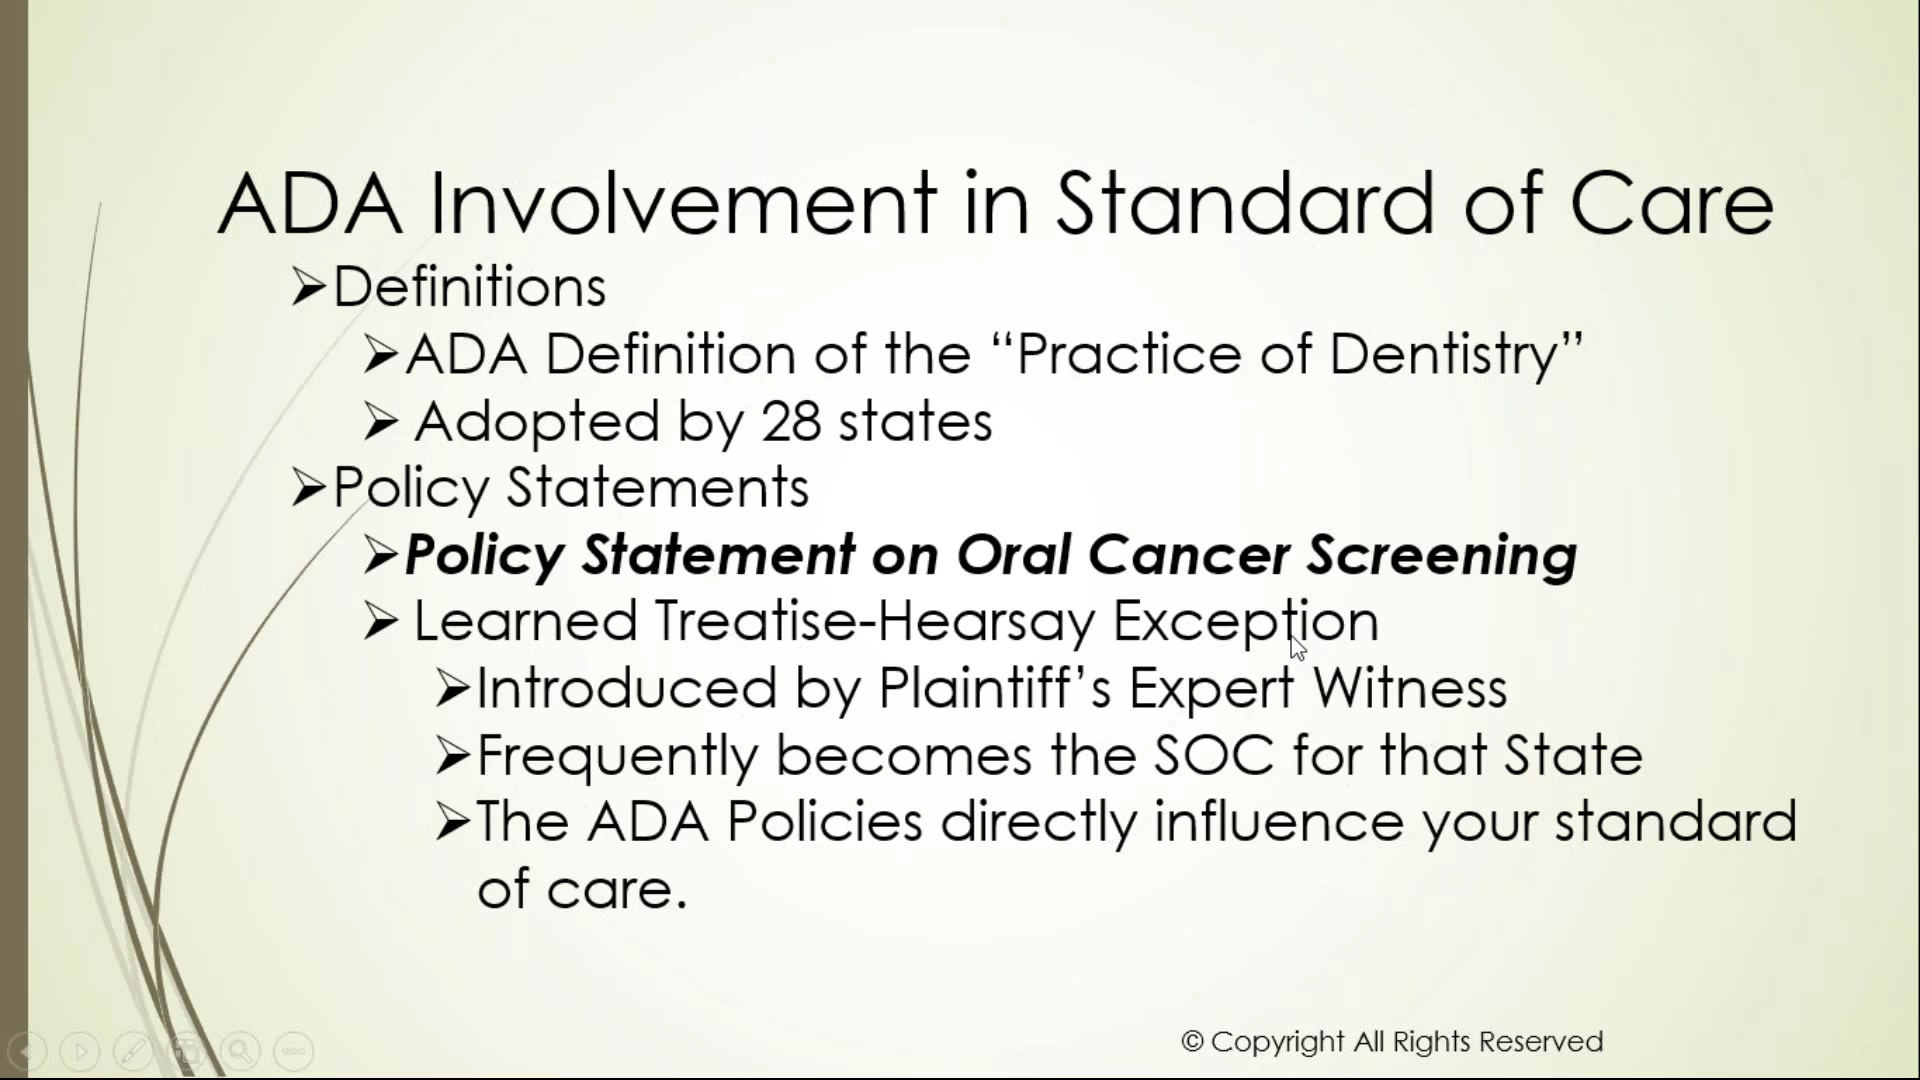 ADA Involvement in Standard of Care
➢Definitions
➢ADA Definition of the “Practice of Dentistry”
➢ Adopted by 28 states
➢Policy Statements
➢Policy Statement on Oral Cancer Screening
➢ Learned Treatise-Hearsay Exception
➢Introduced by Plaintiff’s Expert Witness
➢Frequently becomes the SOC for that State
➢The ADA Policies directly influence your standard
of care.
© Copyright All Rights Reserved